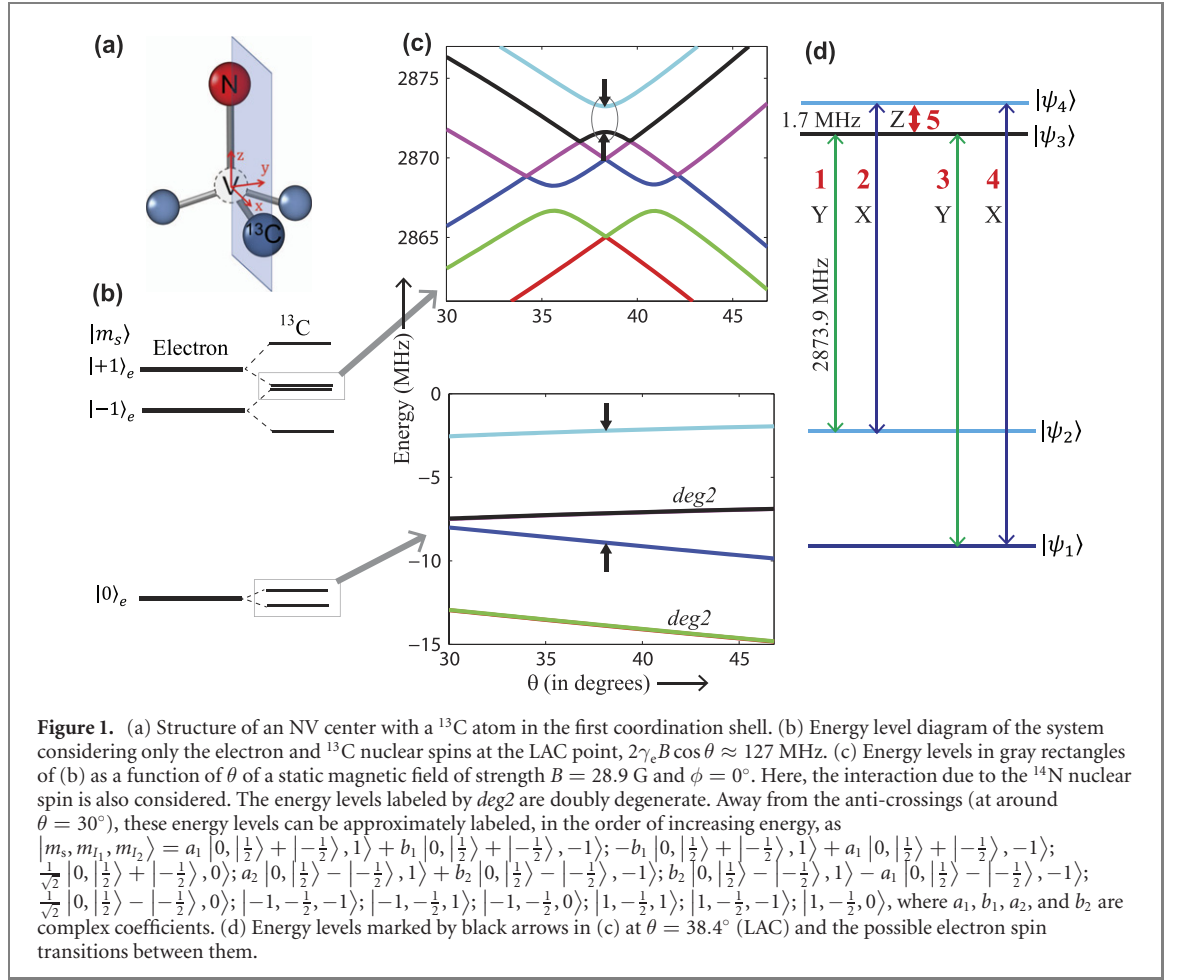 (a)
N
z
y
V
x
13C
(b)
|m_s⟩
Electron
13C
|+1⟩_e
|−1⟩_e
|0⟩_e
(c)
2875
2870
2865
30
35
40
45
Energy (MHz)
0
−5
−10
−15
deg2
deg2
30
35
40
45
θ (in degrees)
(d)
|ψ4⟩
1.7 MHz
Z
5
|ψ3⟩
1
2
3
4
Y
X
Y
X
2873.9 MHz
|ψ2⟩
|ψ1⟩
Figure 1. (a) Structure of an NV center with a 13C atom in the first coordination shell. (b) Energy level diagram of the system
considering only the electron and 13C nuclear spins at the LAC point, 2γ_eB cos θ ≈ 127 MHz. (c) Energy levels in gray rectangles
of (b) as a function of θ of a static magnetic field of strength B = 28.9 G and ϕ = 0°. Here, the interaction due to the 14N nuclear
spin is also considered. The energy levels labeled by deg2 are doubly degenerate. Away from the anti-crossings (at around
θ = 30°), these energy levels can be approximately labeled, in the order of increasing energy, as
|m_s, m_I1, m_I2⟩ = a1 |0, |1/2⟩ + |−1/2⟩, 1⟩ + b1 |0, |1/2⟩ + |−1/2⟩, −1⟩; −b1 |0, |1/2⟩ + |−1/2⟩, 1⟩ + a1 |0, |1/2⟩ + |−1/2⟩, −1⟩;
1/√2 |0, |1/2⟩ + |−1/2⟩, 0⟩; a2 |0, |1/2⟩ − |−1/2⟩, 1⟩ + b2 |0, |1/2⟩ − |−1/2⟩, −1⟩; b2 |0, |1/2⟩ − |−1/2⟩, 1⟩ − a1 |0, |1/2⟩ − |−1/2⟩, −1⟩;
1/√2 |0, |1/2⟩ − |−1/2⟩, 0⟩; |−1, −1/2, −1⟩; |−1, −1/2, 1⟩; |−1, −1/2, 0⟩; |1, −1/2, 1⟩; |1, −1/2, −1⟩; |1, −1/2, 0⟩, where a1, b1, a2, and b2 are
complex coefficients. (d) Energy levels marked by black arrows in (c) at θ = 38.4° (LAC) and the possible electron spin
transitions between them.